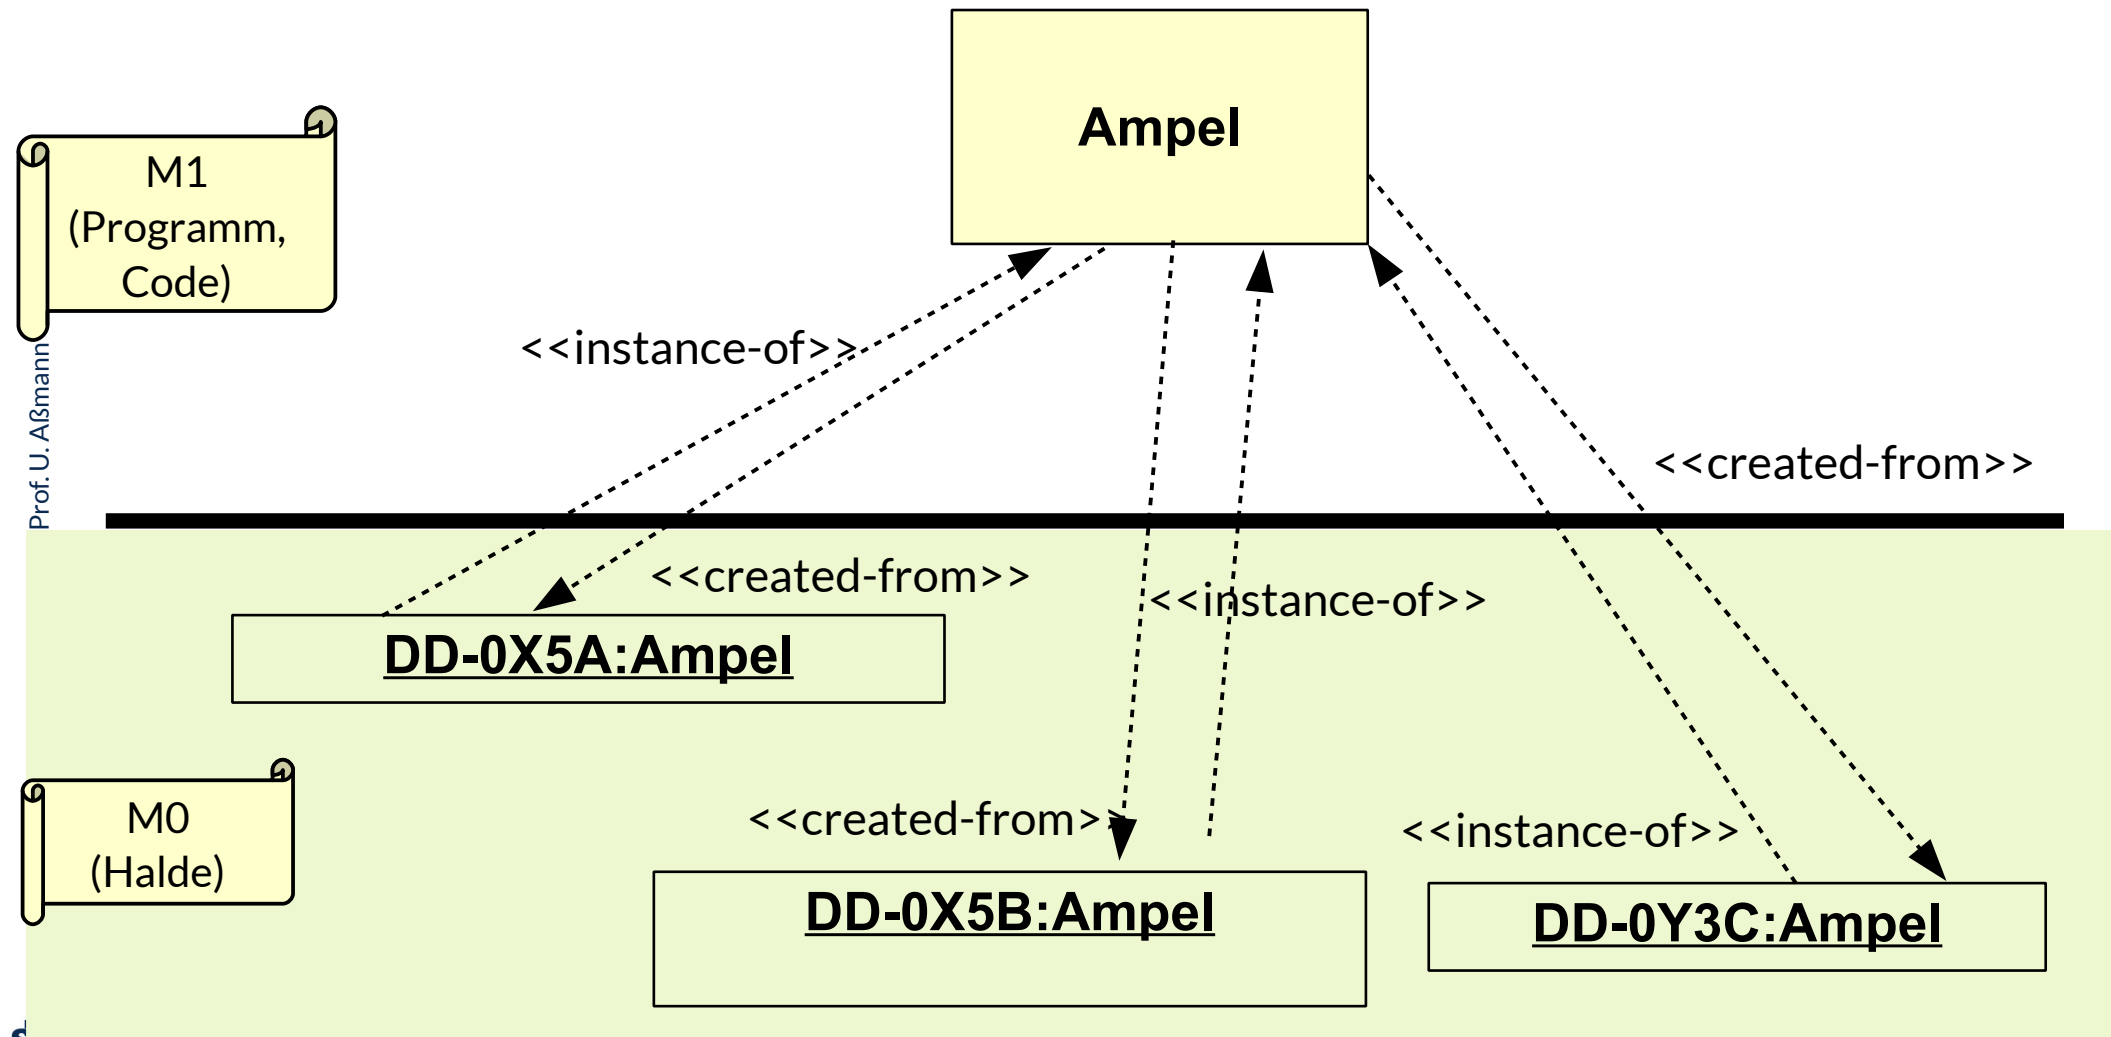 Ampel
M1
(Programm,
Code)
<<instance-of>>
Prof. U. Aßmann
<<created-from>>
<<created-from>>
<<instance-of>>
DD-0X5A:Ampel
M0
(Halde)
<<created-from>
<<instance-of>>
DD-0X5B:Ampel
DD-0Y3C:Ampel